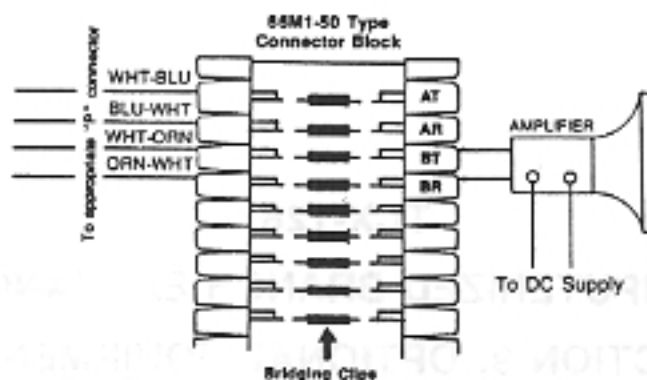 66M1-50 Type
Connector Block
To appropriate "P" connector
WHT-BLU
BLU-WHT
WHT-ORN
ORN-WHT
AT
AR
BT
BR
AMPLIFIER
To DC Supply
Bridging Clips